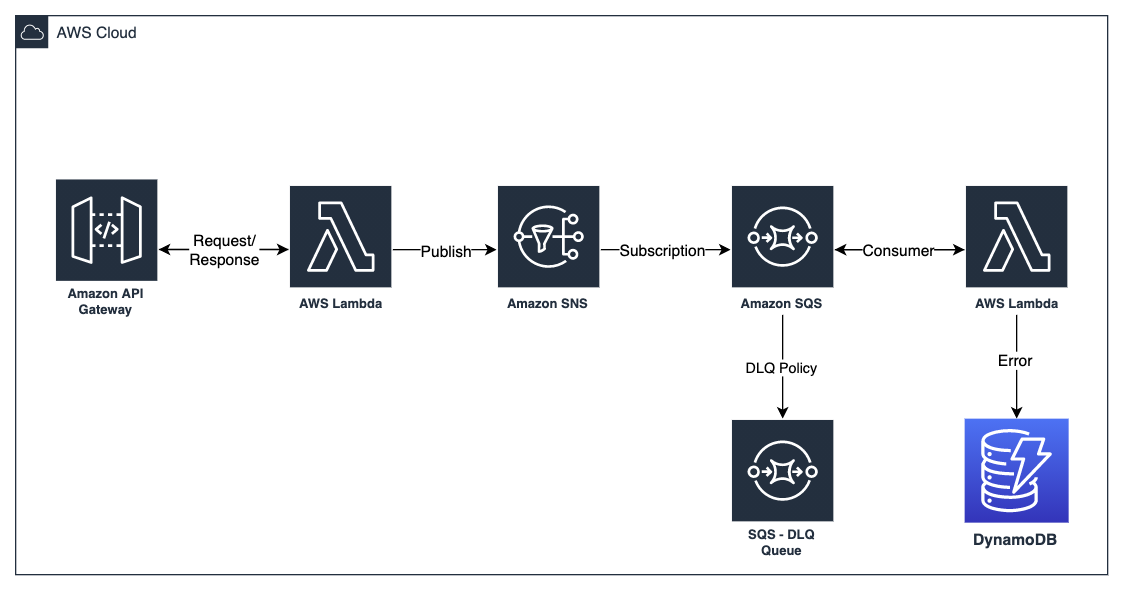 AWS Cloud
</>
Request/
Response
Publish
Subscription
Consumer
Amazon API
Gateway
AWS Lambda
Amazon SNS
Amazon SQS
AWS Lambda
DLQ Policy
Error
SQS - DLQ
Queue
DynamoDB